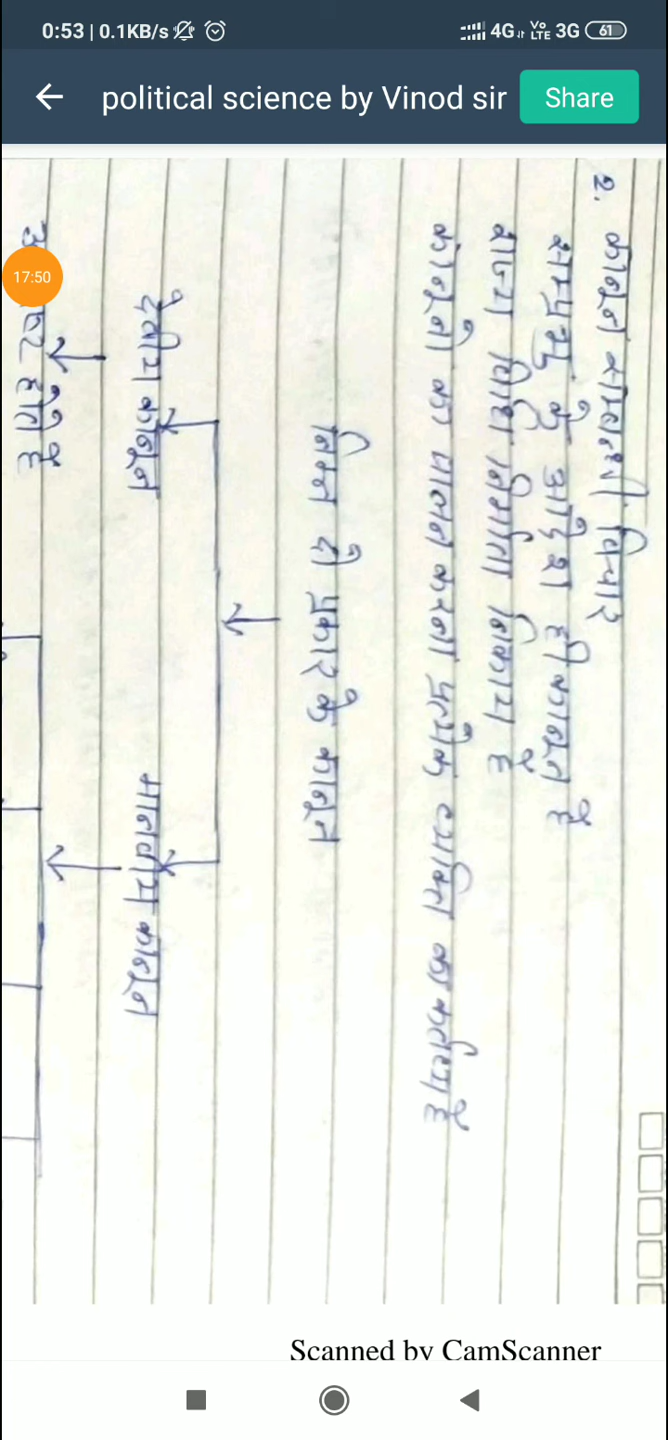 0:53 | 0.1KB/s 4G VoLTE 3G 61
political science by Vinod sir Share
2. कानून सम्बन्धी विचार
सम्प्रभु के आदेश ही कानून है
राज्य विधि निर्माता निकाय है
कानूनों का पालन करना प्रत्येक व्यक्ति का कर्तव्य है
निम्न दो प्रकार के कानून
दैवीय कानून मानवीय कानून
होते है
17:50
Scanned by CamScanner